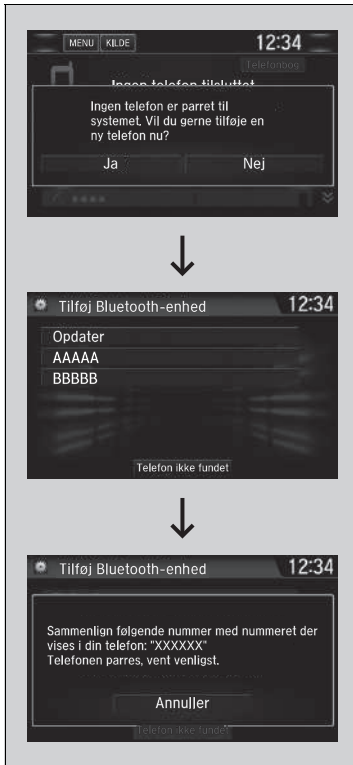 MENU KILDE 12:34
Telefonbog
Ingen telefon tilsluttet
Ingen telefon er parret til
systemet. Vil du gerne tilføje en
ny telefon nu?
Ja Nej
↓
Tilføj Bluetooth-enhed 12:34
Opdater
AAAAA
BBBBB
Telefon ikke fundet
↓
Tilføj Bluetooth-enhed 12:34
Sammenlign følgende nummer med nummeret der
vises i din telefon: "XXXXXX"
Telefonen parres, vent venligst.
Annuller
Telefon ikke fundet